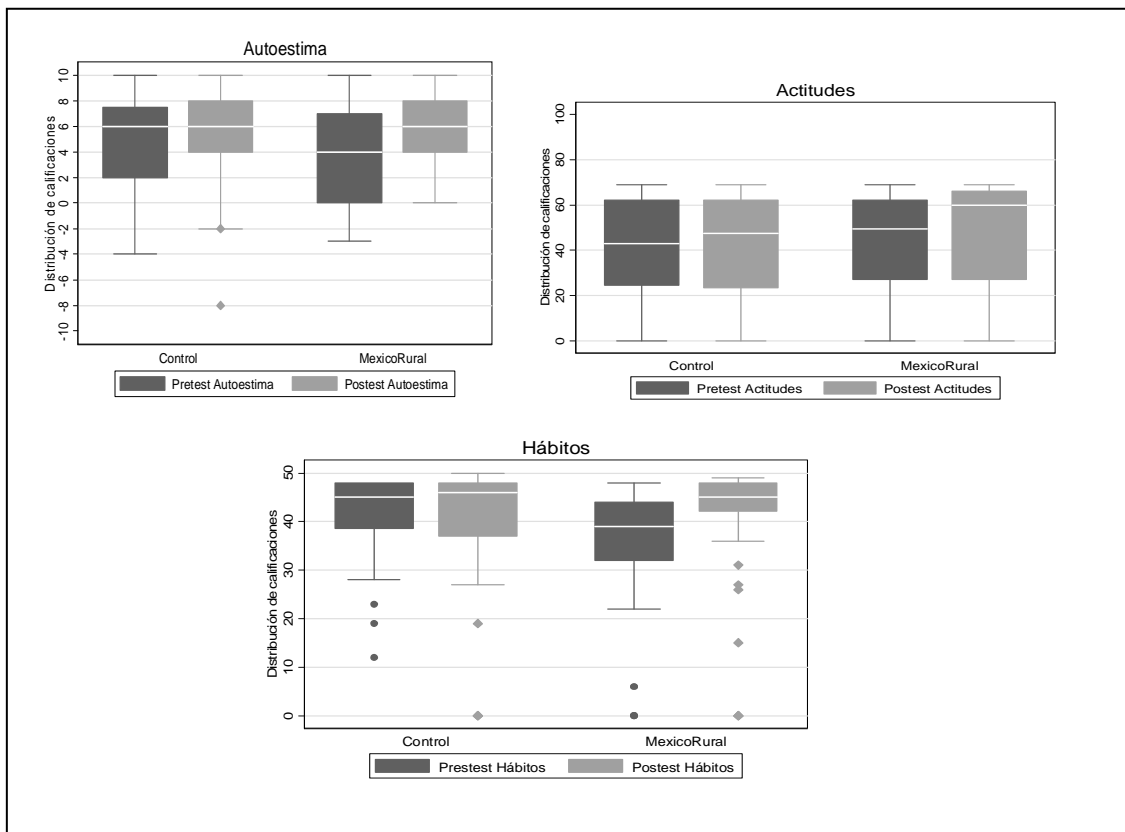 Autoestima
Distribución de calificaciones
10
8
6
4
2
0
-2
-4
-6
-8
-10
Control
MexicoRural
Pretest Autoestima
Postest Autoestima
Actitudes
Distribución de calificaciones
100
80
60
40
20
0
Control
MexicoRural
Pretest Actitudes
Postest Actitudes
Hábitos
Distribución de calificaciones
50
40
30
20
10
0
Control
MexicoRural
Prestest Hábitos
Postest Hábitos